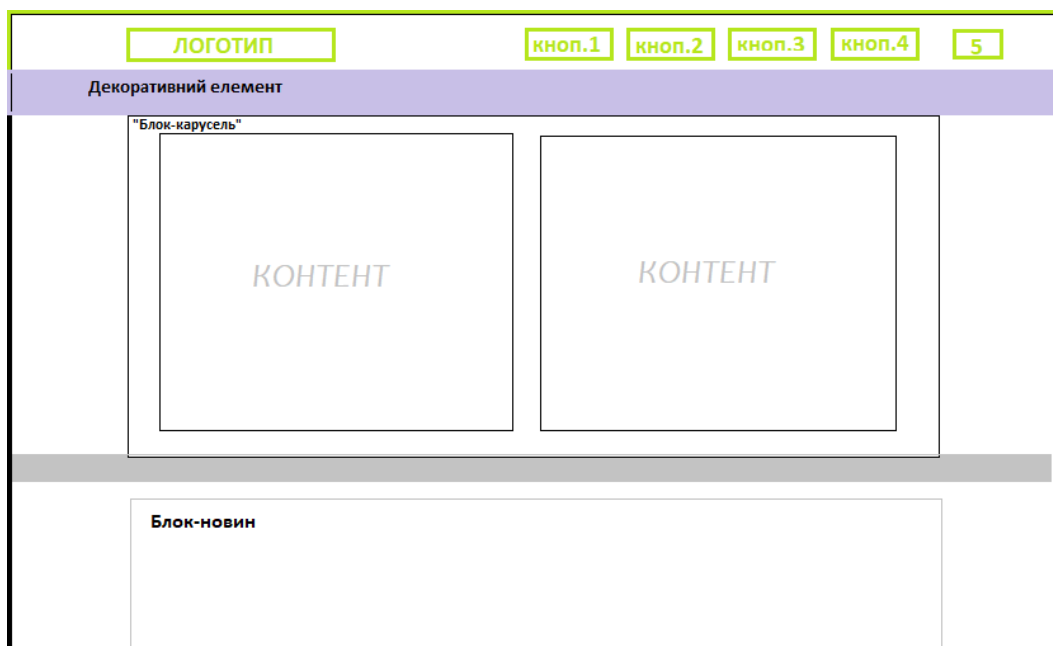 ЛОГОТИП кноп.1 кноп.2 кноп.3 кноп.4 5
Декоративний елемент
"Блок-карусель"
КОНТЕНТ КОНТЕНТ
Блок-новин